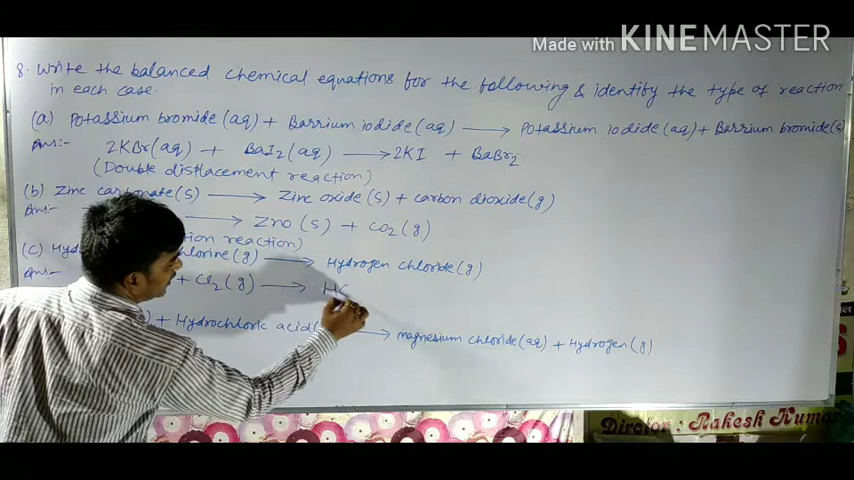 Made with KINEMASTER
8. Write the balanced chemical equations for the following & identify the type of reaction
in each case.
(a) Potassium bromide (aq) + Barrium iodide (aq) ⟶ Potassium iodide (aq) + Barrium bromide (s)
Ans:- 2KBr (aq) + BaI₂ (aq) ⟶ 2KI + BaBr₂
(Double displacement reaction)
(b) Zinc carbonate (s) ⟶ Zinc oxide (s) + carbon dioxide (g)
Ans:- ⟶ ZnO (s) + CO₂ (g)
reaction)
(c) (g) ⟶ Hydrogen chloride (g)
Ans:- + Cl₂ (g) ⟶ HC
+ Hydrochloric acid ⟶ magnesium chloride (aq) + Hydrogen (g)
Director : Rakesh Kumar